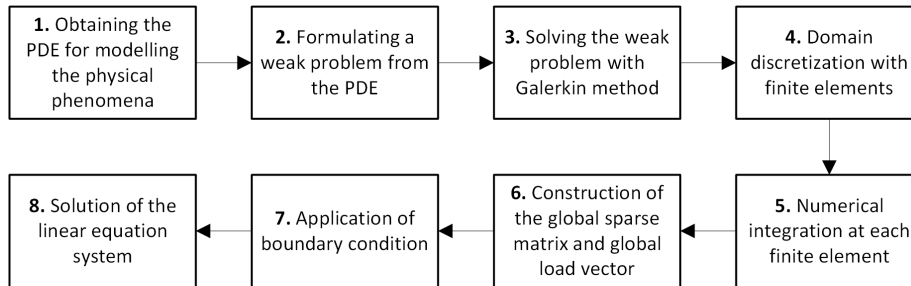 1. Obtaining the
PDE for modelling
the physical
phenomena
2. Formulating a
weak problem from
the PDE
3. Solving the weak
problem with
Galerkin method
4. Domain
discretization with
finite elements
5. Numerical
integration at each
finite element
6. Construction of
the global sparse
matrix and global
load vector
7. Application of
boundary condition
8. Solution of the
linear equation
system